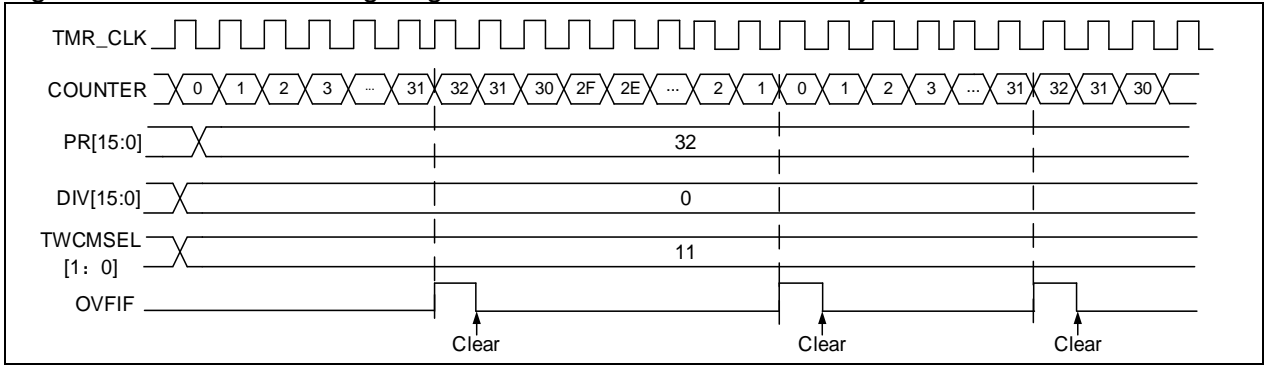 TMR_CLK
COUNTER 0 1 2 3 ... 31 32 31 30 2F 2E ... 2 1 0 1 2 3 ... 31 32 31 30
PR[15:0] 32
DIV[15:0] 0
TWCMSEL
[1：0] 11
OVFIF
Clear Clear Clear